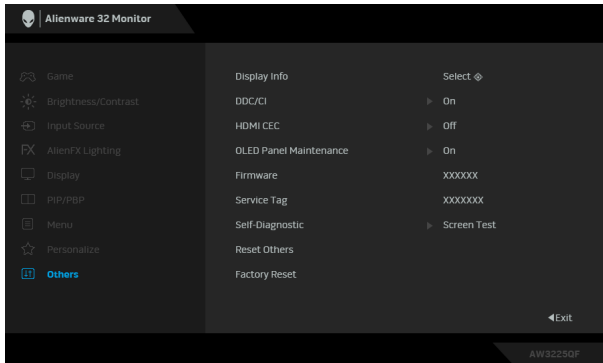 Alienware 32 Monitor
Game
Brightness/Contrast
Input Source
AlienFX Lighting
Display
PIP/PBP
Menu
Personalize
Others
Display Info Select
DDC/CI On
HDMI CEC Off
OLED Panel Maintenance On
Firmware XXXXXX
Service Tag XXXXXXX
Self-Diagnostic Screen Test
Reset Others
Factory Reset
Exit
AW3225QF